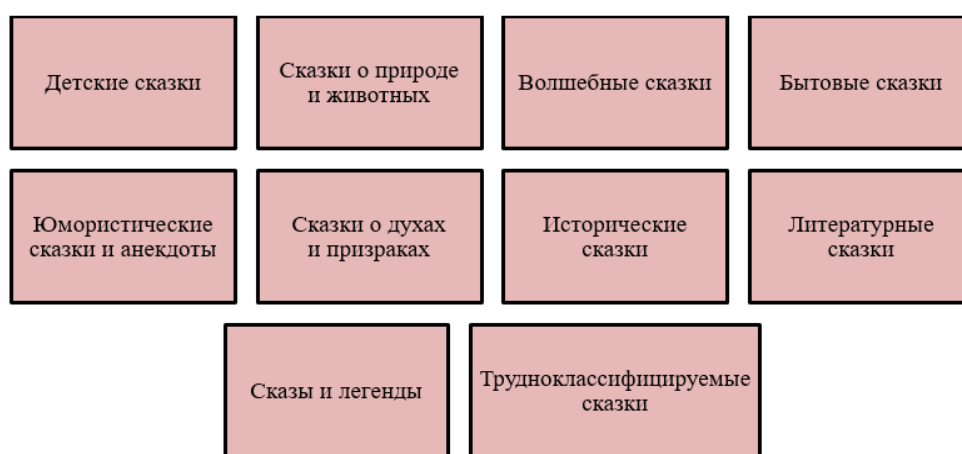 Детские сказки
Сказки о природе
и животных
Волшебные сказки
Бытовые сказки
Юмористические
сказки и анекдоты
Сказки о духах
и призраках
Исторические
сказки
Литературные
сказки
Сказы и легенды
Трудноклассифицируемые
сказки